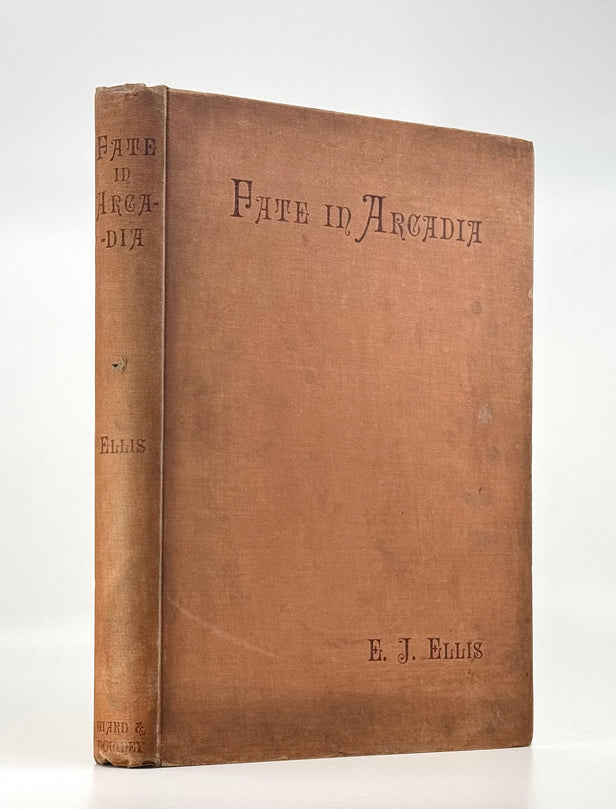 FATE
IN
ARCA-
-DIA
ELLIS
WARD &
DOWNEY
FATE IN ARCADIA
E. J. ELLIS